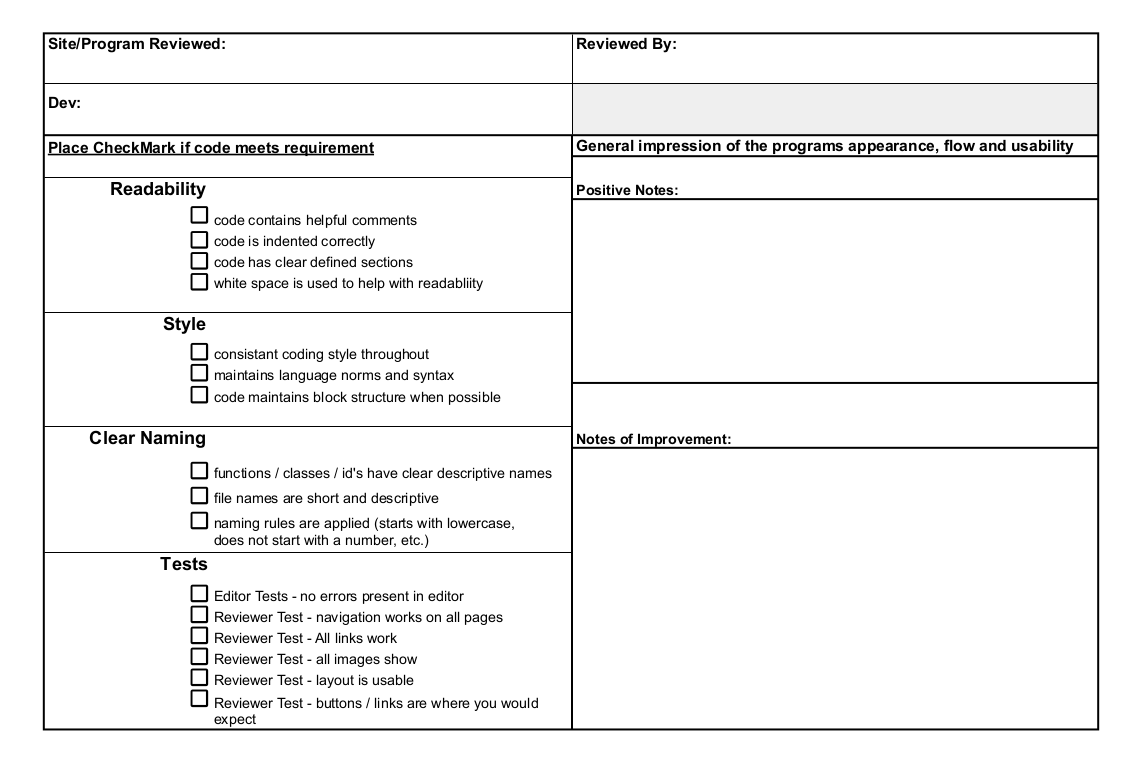 Site/Program Reviewed:
Reviewed By:
Dev:
Place CheckMark if code meets requirement
Readability
code contains helpful comments
code is indented correctly
code has clear defined sections
white space is used to help with readabliity
Style
consistant coding style throughout
maintains language norms and syntax
code maintains block structure when possible
Clear Naming
functions / classes / id's have clear descriptive names
file names are short and descriptive
naming rules are applied (starts with lowercase,
does not start with a number, etc.)
Tests
Editor Tests - no errors present in editor
Reviewer Test - navigation works on all pages
Reviewer Test - All links work
Reviewer Test - all images show
Reviewer Test - layout is usable
Reviewer Test - buttons / links are where you would
expect
General impression of the programs appearance, flow and usability
Positive Notes:
Notes of Improvement: